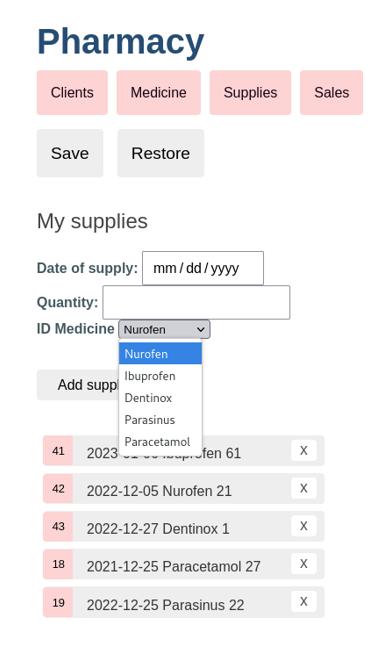 Pharmacy
Clients Medicine Supplies Sales
Save Restore
My supplies
Date of supply: mm/dd/yyyy
Quantity:
ID Medicine Nurofen
Nurofen
Ibuprofen
Dentinox
Parasinus
Paracetamol
Add suppl
41 2023-01-06 Ibuprofen 61 X
42 2022-12-05 Nurofen 21 X
43 2022-12-27 Dentinox 1 X
18 2021-12-25 Paracetamol 27 X
19 2022-12-25 Parasinus 22 X